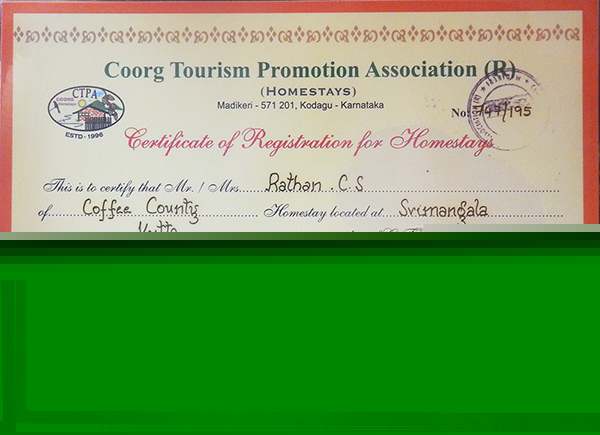 Coorg Tourism Promotion Association (R)
(HOMESTAYS)
Madikeri - 571 201, Kodagu - Karnataka
CTPA
COORG
ESTD - 1996
No:
Certificate of Registration for Homestays
This is to certify that Mr. / Mrs. Rathan .C.S
of Coffee County Homestay located at Srimangala